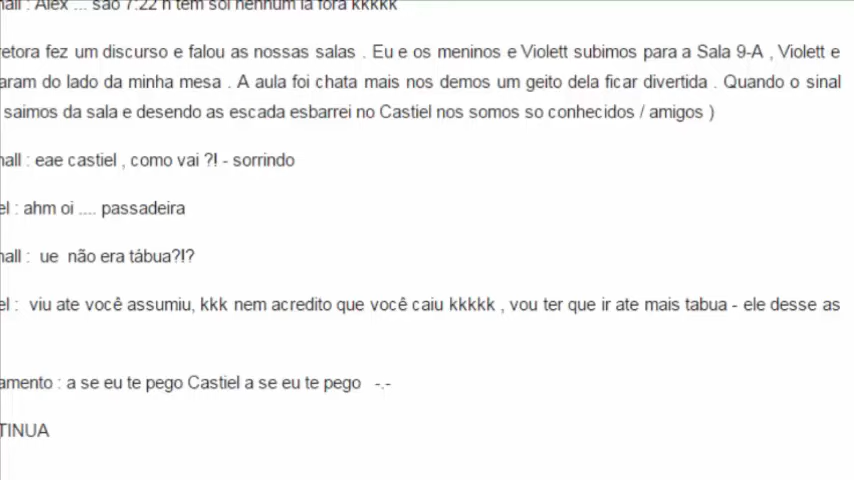 nall : Alex ... são 7:22 ñ tem sol nenhum la fora kkkkk
retora fez um discurso e falou as nossas salas . Eu e os meninos e Violett subimos para a Sala 9-A , Violett e
aram do lado da minha mesa . A aula foi chata mais nos demos um geito dela ficar divertida . Quando o sinal
saimos da sala e desendo as escada esbarrei no Castiel nos somos so conhecidos / amigos )
nall : eae castiel , como vai ?! - sorrindo
el : ahm oi .... passadeira
nall : ue não era tábua?!?
el : viu ate você assumiu, kkk nem acredito que você caiu kkkkk , vou ter que ir ate mais tabua - ele desse as
amento : a se eu te pego Castiel a se eu te pego -.-
TINUA